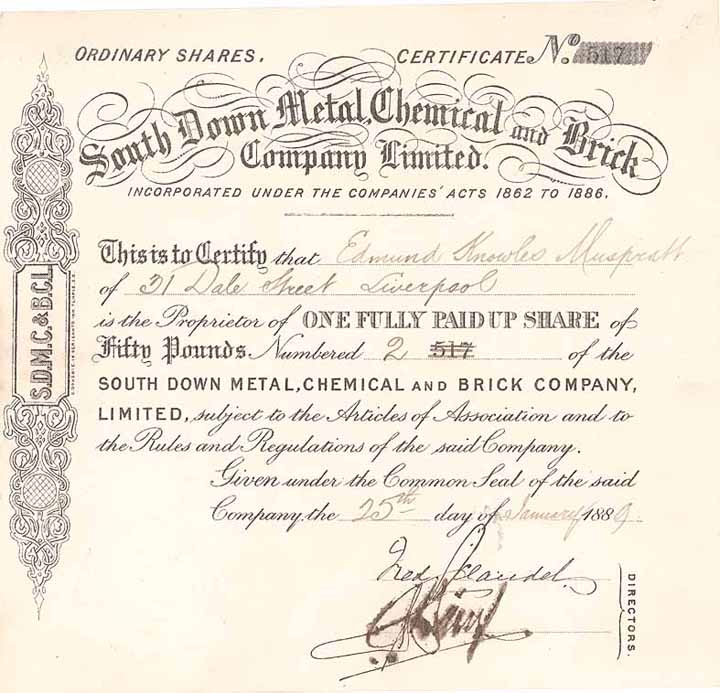 ORDINARY SHARES. CERTIFICATE No. 517
South Down Metal, Chemical and Brick
Company Limited.
INCORPORATED UNDER THE COMPANIES' ACTS 1862 TO 1886.
This is to Certify that Edmund Knowles Muspratt
of 31 Dale Street Liverpool
is the Proprietor of ONE FULLY PAID UP SHARE of
Fifty Pounds. Numbered 2 517 of the
SOUTH DOWN METAL, CHEMICAL AND BRICK COMPANY,
LIMITED, subject to the Articles of Association and to
the Rules and Regulations of the said Company.
Given under the Common Seal of the said
Company, the 25th day of January 1889
Fred
DIRECTORS.
S.D.M.C. & B.C.L.